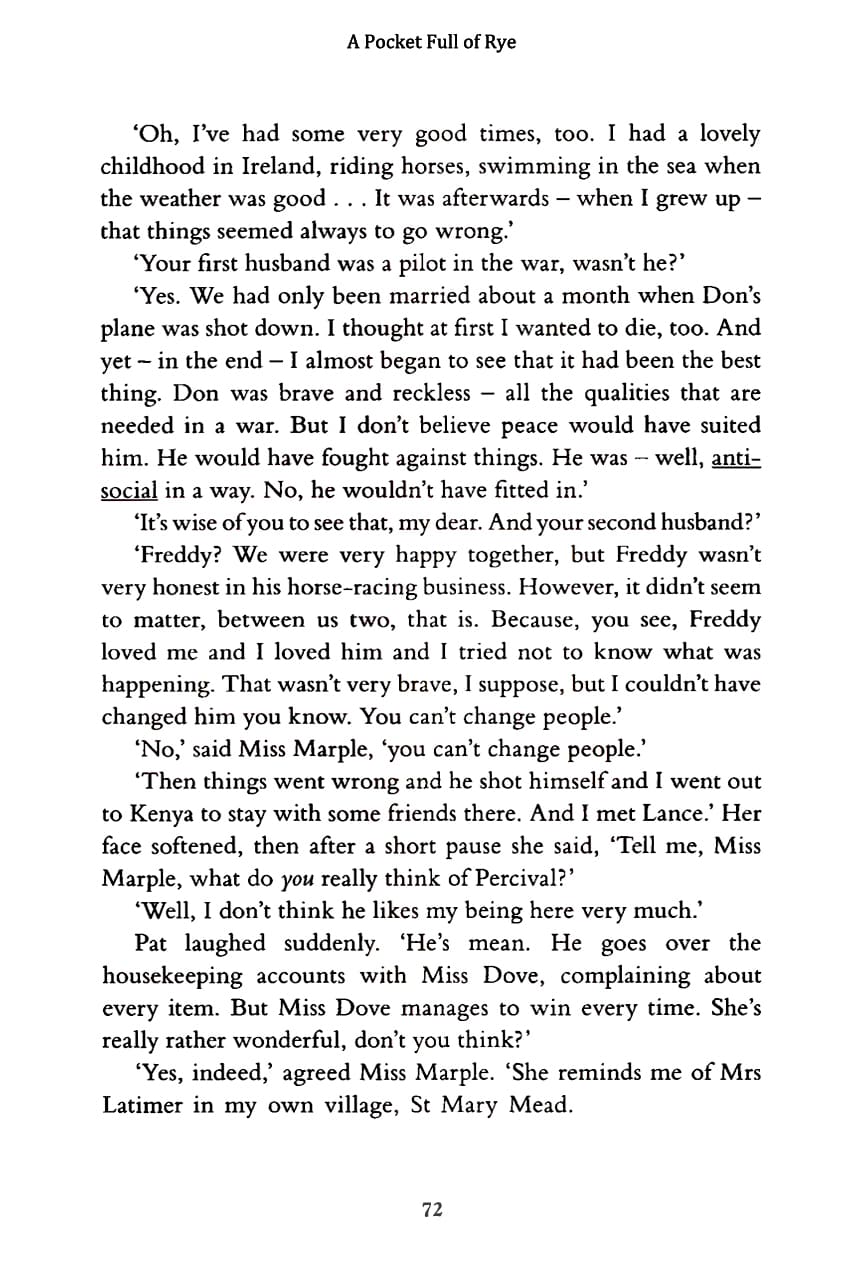 A Pocket Full of Rye
‘Oh, I’ve had some very good times, too. I had a lovely
childhood in Ireland, riding horses, swimming in the sea when
the weather was good . . . It was afterwards – when I grew up –
that things seemed always to go wrong.’
‘Your first husband was a pilot in the war, wasn’t he?’
‘Yes. We had only been married about a month when Don’s
plane was shot down. I thought at first I wanted to die, too. And
yet – in the end – I almost began to see that it had been the best
thing. Don was brave and reckless – all the qualities that are
needed in a war. But I don’t believe peace would have suited
him. He would have fought against things. He was – well, anti-
social in a way. No, he wouldn’t have fitted in.’
‘It’s wise of you to see that, my dear. And your second husband?’
‘Freddy? We were very happy together, but Freddy wasn’t
very honest in his horse-racing business. However, it didn’t seem
to matter, between us two, that is. Because, you see, Freddy
loved me and I loved him and I tried not to know what was
happening. That wasn’t very brave, I suppose, but I couldn’t have
changed him you know. You can’t change people.’
‘No,’ said Miss Marple, ‘you can’t change people.’
‘Then things went wrong and he shot himself and I went out
to Kenya to stay with some friends there. And I met Lance.’ Her
face softened, then after a short pause she said, ‘Tell me, Miss
Marple, what do you really think of Percival?’
‘Well, I don’t think he likes my being here very much.’
Pat laughed suddenly. ‘He’s mean. He goes over the
housekeeping accounts with Miss Dove, complaining about
every item. But Miss Dove manages to win every time. She’s
really rather wonderful, don’t you think?’
‘Yes, indeed,’ agreed Miss Marple. ‘She reminds me of Mrs
Latimer in my own village, St Mary Mead.
72